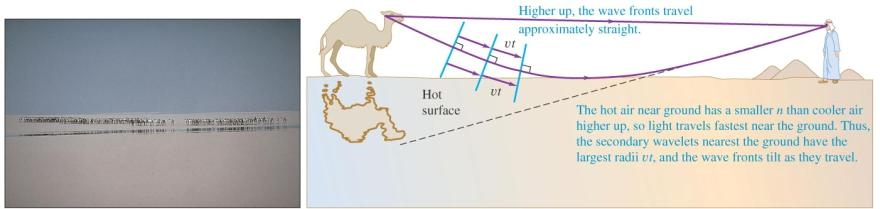 Higher up, the wave fronts travel
approximately straight.
vt
vt
Hot
surface
The hot air near ground has a smaller n than cooler air
higher up, so light travels fastest near the ground. Thus,
the secondary wavelets nearest the ground have the
largest radii vt, and the wave fronts tilt as they travel.